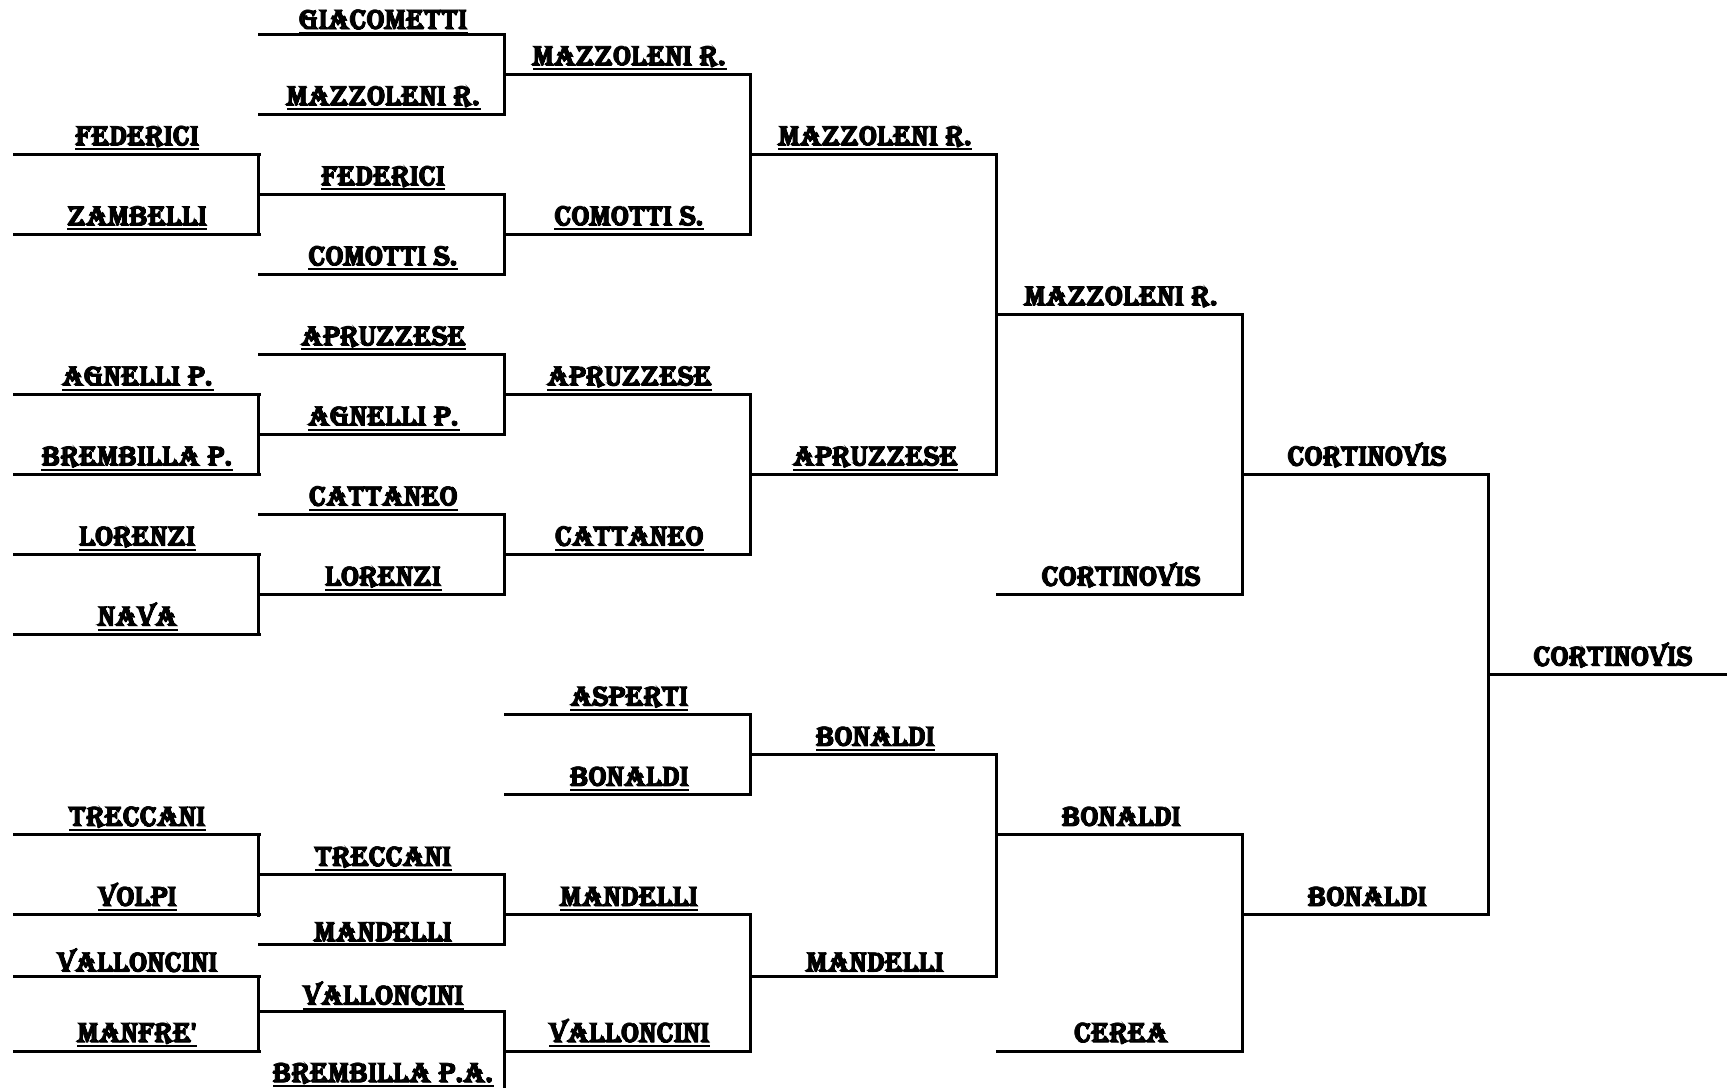 GIACOMETTI
MAZZOLENI R.
MAZZOLENI R.
FEDERICI
MAZZOLENI R.
FEDERICI
ZAMBELLI
COMOTTI S.
COMOTTI S.
MAZZOLENI R.
APRUZZESE
AGNELLI P.
APRUZZESE
AGNELLI P.
BREMBILLA P.
APRUZZESE
CORTINOVIS
CATTANEO
LORENZI
CATTANEO
LORENZI
CORTINOVIS
NAVA
CORTINOVIS
ASPERTI
BONALDI
BONALDI
TRECCANI
BONALDI
TRECCANI
VOLPI
MANDELLI
BONALDI
MANDELLI
VALLONCINI
MANDELLI
VALLONCINI
MANFRE'
VALLONCINI
CEREA
BREMBILLA P.A.